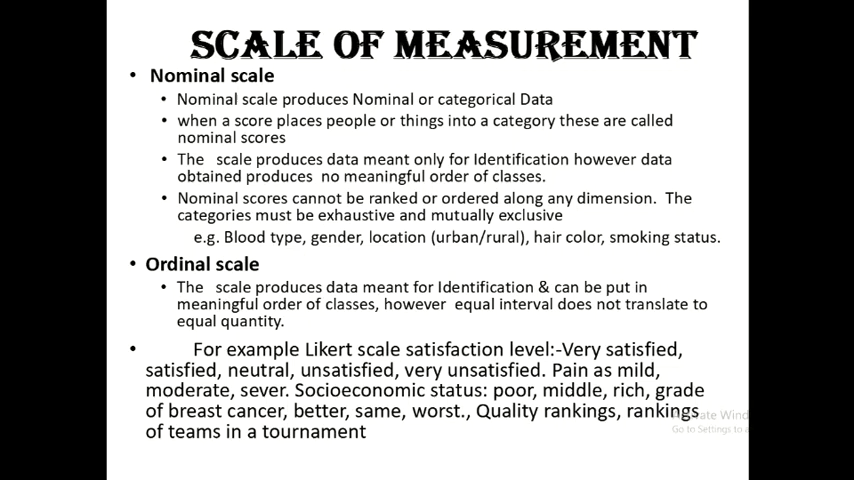 SCALE OF MEASUREMENT
• Nominal scale
• Nominal scale produces Nominal or categorical Data
• when a score places people or things into a category these are called
nominal scores
• The scale produces data meant only for Identification however data
obtained produces no meaningful order of classes.
• Nominal scores cannot be ranked or ordered along any dimension. The
categories must be exhaustive and mutually exclusive
e.g. Blood type, gender, location (urban/rural), hair color, smoking status.
• Ordinal scale
• The scale produces data meant for Identification & can be put in
meaningful order of classes, however equal interval does not translate to
equal quantity.
• For example Likert scale satisfaction level:-Very satisfied,
satisfied, neutral, unsatisfied, very unsatisfied. Pain as mild,
moderate, sever. Socioeconomic status: poor, middle, rich, grade
of breast cancer, better, same, worst., Quality rankings, rankings
of teams in a tournament
Wind
Go to Settings to a